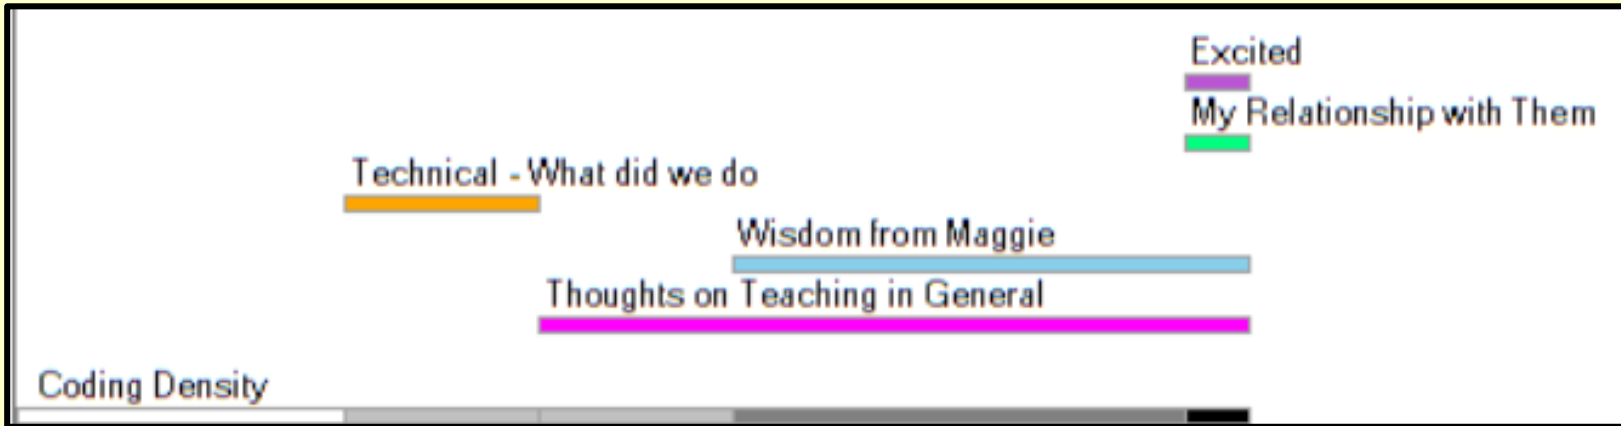 Excited
My Relationship with Them
Technical - What did we do
Wisdom from Maggie
Thoughts on Teaching in General
Coding Density